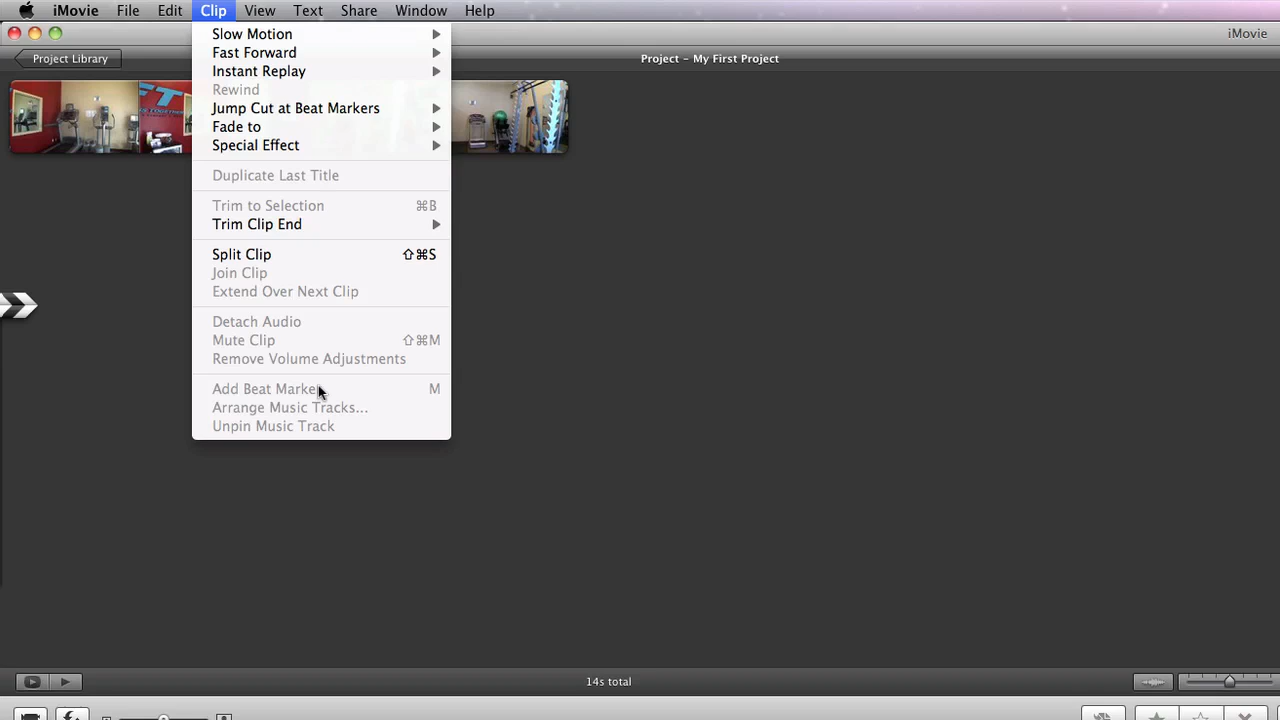 iMovie File Edit Clip View Text Share Window Help
iMovie
Project Library
Project – My First Project
Slow Motion
Fast Forward
Instant Replay
Rewind
Jump Cut at Beat Markers
Fade to
Special Effect
Duplicate Last Title
Trim to Selection ⌘B
Trim Clip End
Split Clip ⇧⌘S
Join Clip
Extend Over Next Clip
Detach Audio
Mute Clip ⇧⌘M
Remove Volume Adjustments
Add Beat Marker M
Arrange Music Tracks...
Unpin Music Track
14s total